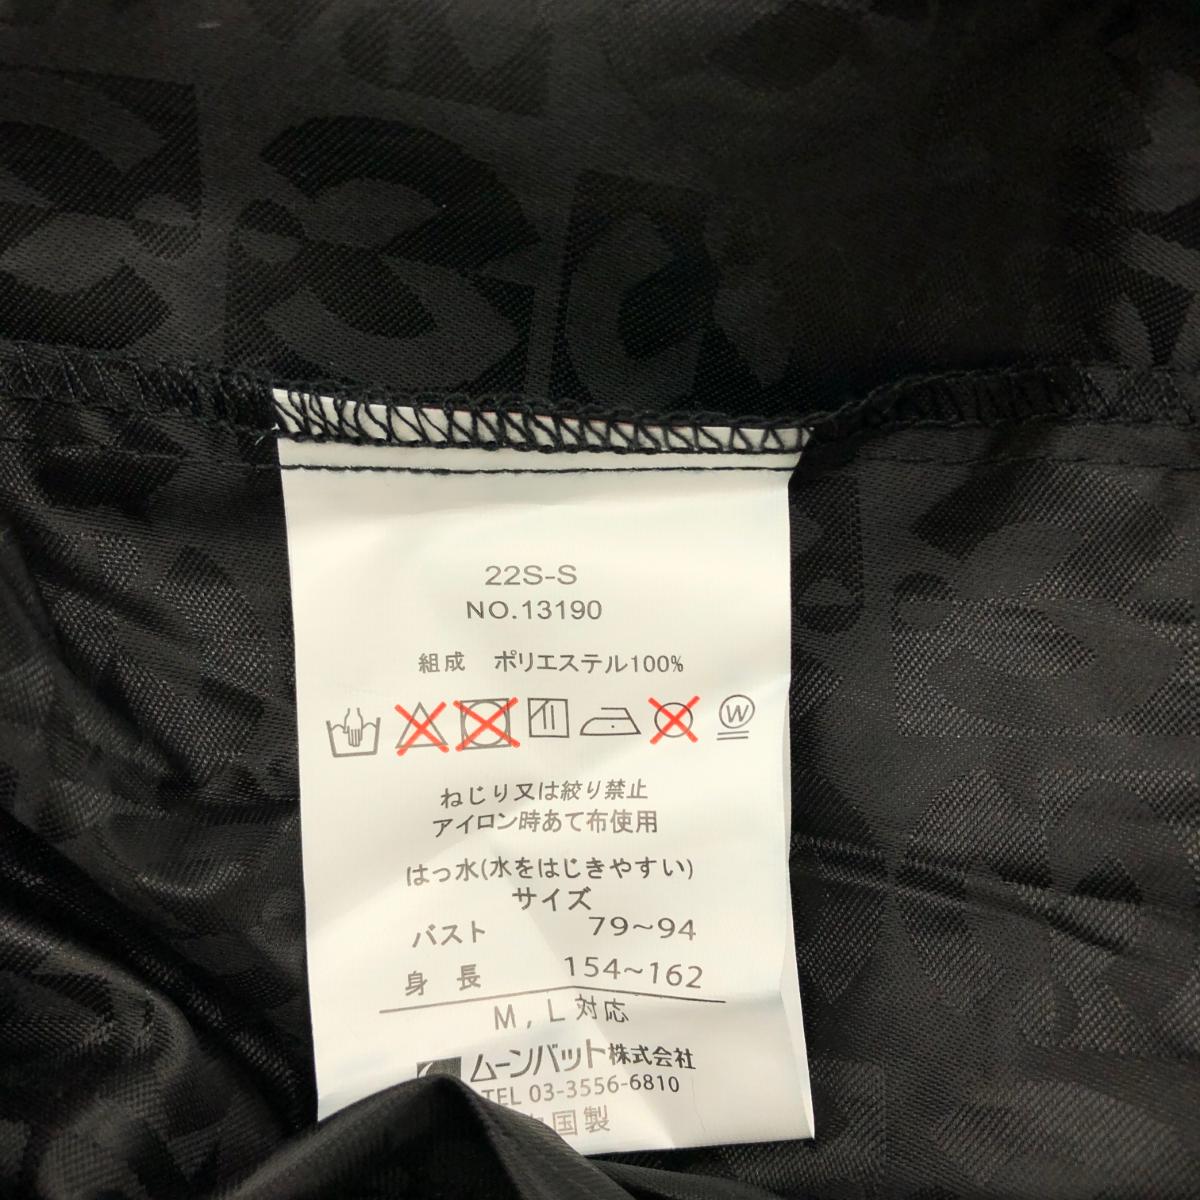 22S-S
NO.13190
組成 ポリエステル100%
W
ねじり又は絞り禁止
アイロン時あて布使用
はっ水(水をはじきやすい)
サイズ
バスト 79~94
身 長 154~162
M, L 対応
ムーンバット株式会社
TEL 03-3556-6810
国製